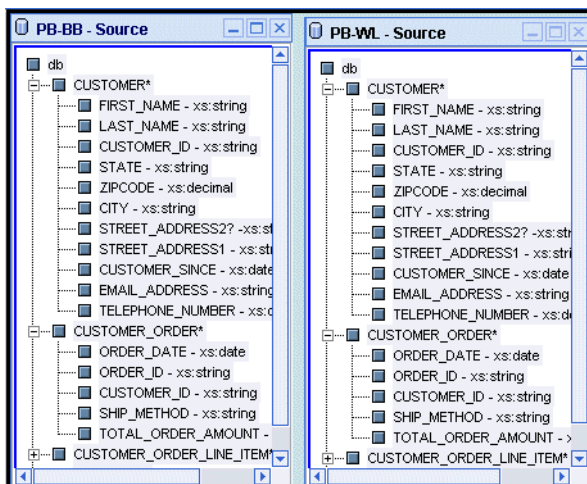 PB-BB - Source
db
CUSTOMER*
FIRST_NAME - xs:string
LAST_NAME - xs:string
CUSTOMER_ID - xs:string
STATE - xs:string
ZIPCODE - xs:decimal
CITY - xs:string
STREET_ADDRESS2? -xs:st
STREET_ADDRESS1 - xs:st
CUSTOMER_SINCE - xs:date
EMAIL_ADDRESS - xs:string
TELEPHONE_NUMBER - xs:d
CUSTOMER_ORDER*
ORDER_DATE - xs:date
ORDER_ID - xs:string
CUSTOMER_ID - xs:string
SHIP_METHOD - xs:string
TOTAL_ORDER_AMOUNT -
CUSTOMER_ORDER_LINE_ITEM*
PB-WL - Source
db
CUSTOMER*
FIRST_NAME - xs:string
LAST_NAME - xs:string
CUSTOMER_ID - xs:string
STATE - xs:string
ZIPCODE - xs:decimal
CITY - xs:string
STREET_ADDRESS2? -xs:str
STREET_ADDRESS1 - xs:stri
CUSTOMER_SINCE - xs:date
EMAIL_ADDRESS - xs:string
TELEPHONE_NUMBER - xs:d
CUSTOMER_ORDER*
ORDER_DATE - xs:date
ORDER_ID - xs:string
CUSTOMER_ID - xs:string
SHIP_METHOD - xs:string
TOTAL_ORDER_AMOUNT - x
CUSTOMER_ORDER_LINE_ITEM*